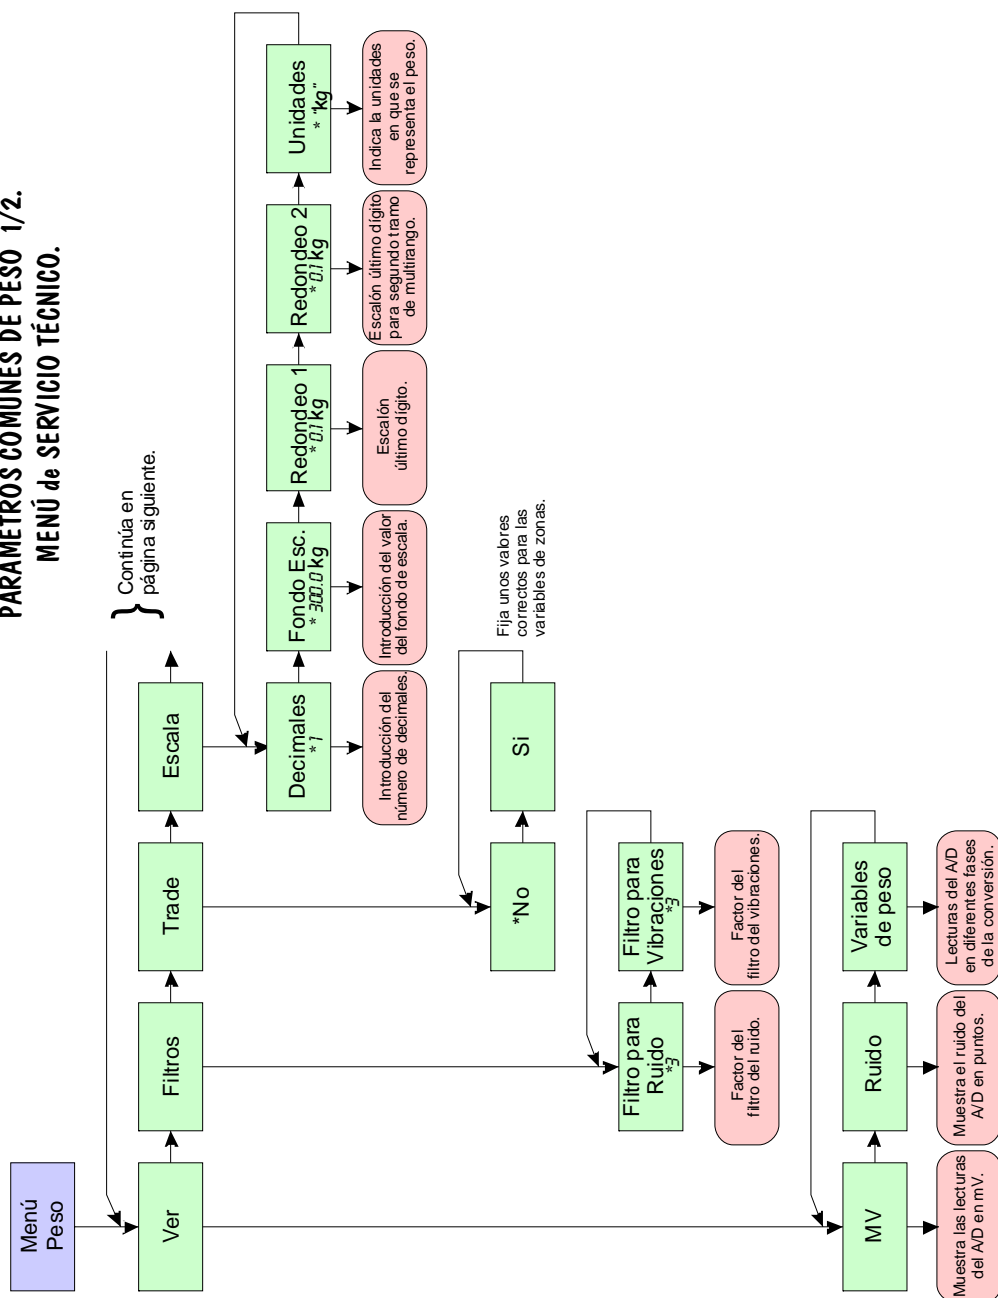 PARÁMETROS COMUNES DE PESO 1/2.
MENÚ de SERVICIO TÉCNICO.
Menú
Peso
Ver
Filtros
Trade
Escala
} Continúa en
página siguiente.
Decimales
* 1
Fondo Esc.
* 300.0 kg
Redondeo 1
* 0.1 kg
Redondeo 2
* 0.1 kg
Unidades
* "kg"
Introducción del
número de decimales.
Introducción del valor
del fondo de escala.
Escalón
último dígito.
Escalón último dígito
para segundo tramo
de multirango.
Indica la unidades
en que se
representa el peso.
*No
Si
Fija unos valores
correctos para las
variables de zonas.
Filtro para
Ruido
*3
Filtro para
Vibraciones
*3
Factor del
filtro del ruido.
Factor del
filtro del vibraciones.
MV
Ruido
Variables
de peso
Muestra las lecturas
del A/D en mV.
Muestra el ruido del
A/D en puntos.
Lecturas del A/D
en diferentes fases
de la conversión.